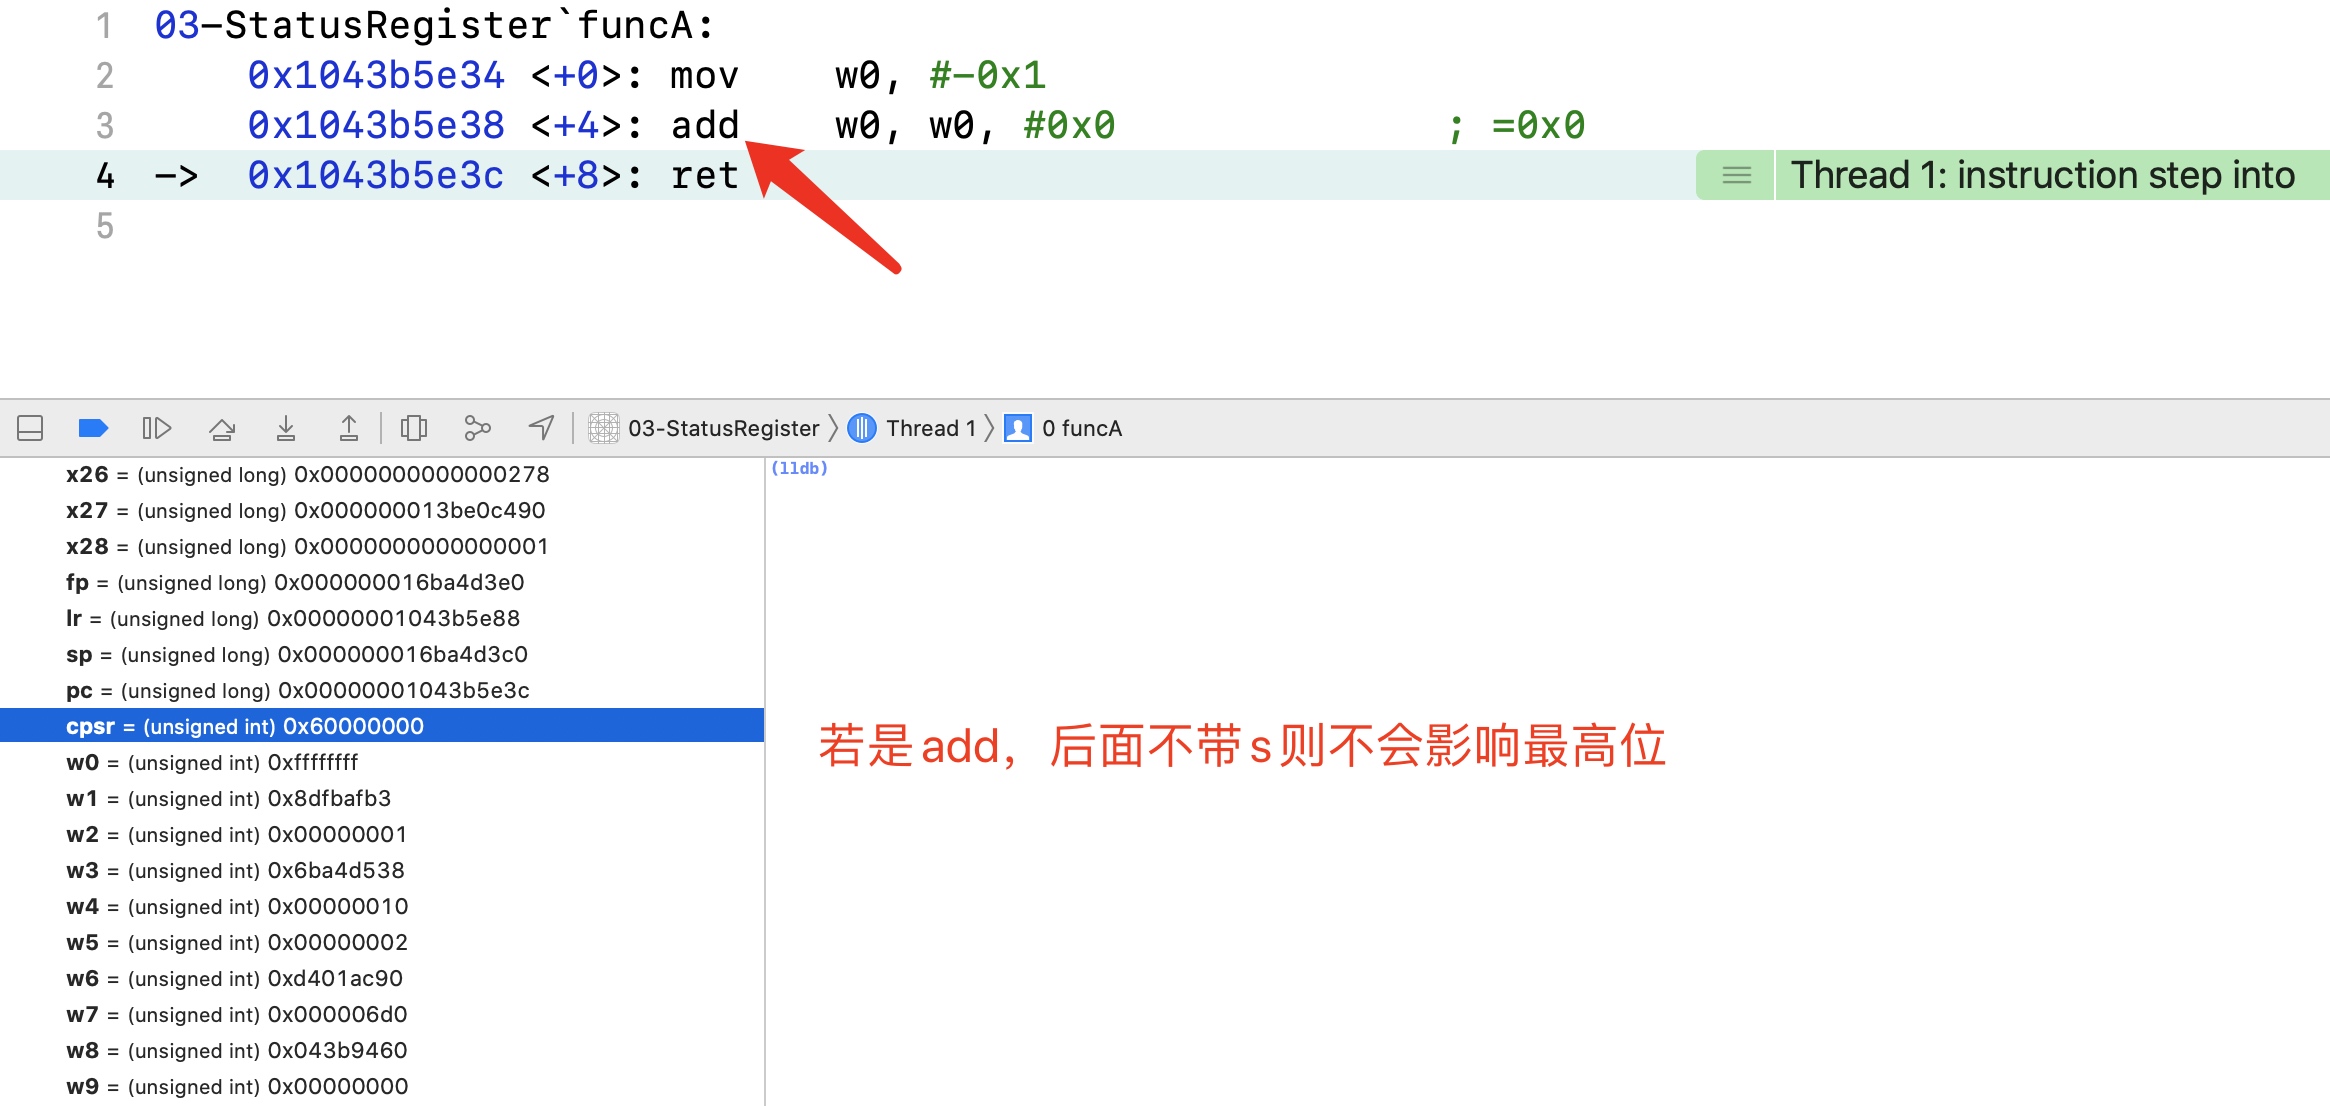 1 03-StatusRegister`funcA:
2 0x1043b5e34 <+0>: mov w0, #-0x1
3 0x1043b5e38 <+4>: add w0, w0, #0x0 ; =0x0
4 -> 0x1043b5e3c <+8>: ret Thread 1: instruction step into
5
03-StatusRegister Thread 1 0 funcA
x26 = (unsigned long) 0x0000000000000278
(lldb)
x27 = (unsigned long) 0x000000013be0c490
x28 = (unsigned long) 0x0000000000000001
fp = (unsigned long) 0x000000016ba4d3e0
lr = (unsigned long) 0x00000001043b5e88
sp = (unsigned long) 0x000000016ba4d3c0
pc = (unsigned long) 0x00000001043b5e3c
cpsr = (unsigned int) 0x60000000
若是add，后面不带s则不会影响最高位
w0 = (unsigned int) 0xffffffff
w1 = (unsigned int) 0x8dfbafb3
w2 = (unsigned int) 0x00000001
w3 = (unsigned int) 0x6ba4d538
w4 = (unsigned int) 0x00000010
w5 = (unsigned int) 0x00000002
w6 = (unsigned int) 0xd401ac90
w7 = (unsigned int) 0x000006d0
w8 = (unsigned int) 0x043b9460
w9 = (unsigned int) 0x00000000